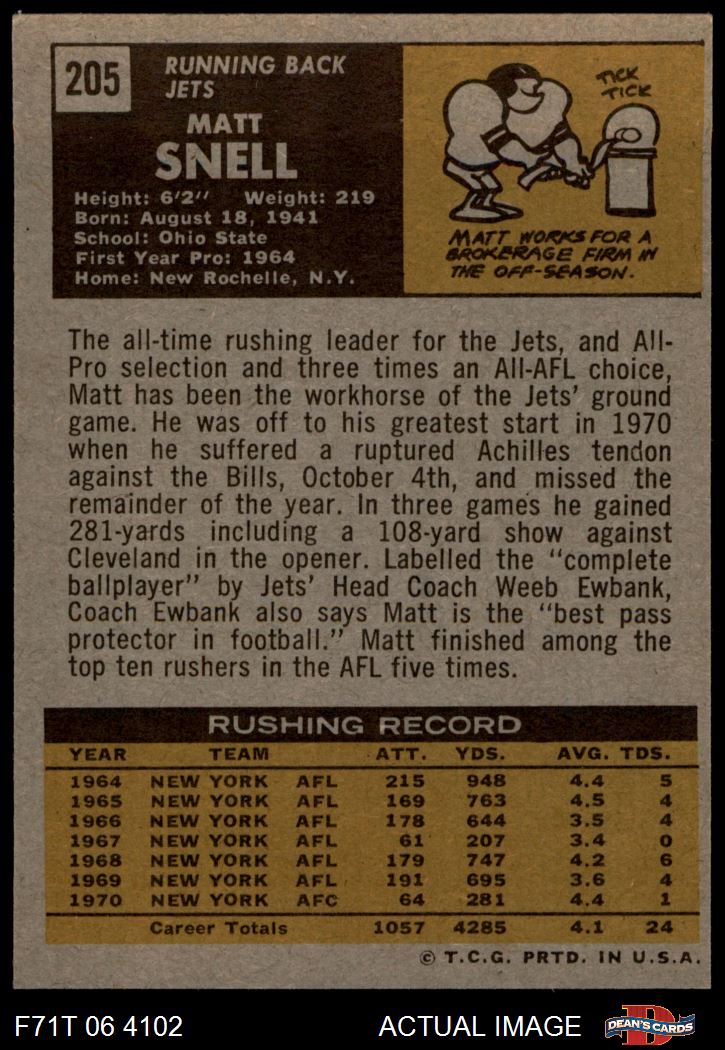 205
RUNNING BACK
JETS
MATT
SNELL
Height: 6'2" Weight: 219
Born: August 18, 1941
School: Ohio State
First Year Pro: 1964
Home: New Rochelle, N.Y.
TICK
TICK
MATT WORKS FOR A
BROKERAGE FIRM IN
THE OFF-SEASON.
The all-time rushing leader for the Jets, and All-
Pro selection and three times an All-AFL choice,
Matt has been the workhorse of the Jets' ground
game. He was off to his greatest start in 1970
when he suffered a ruptured Achilles tendon
against the Bills, October 4th, and missed the
remainder of the year. In three games he gained
281-yards including a 108-yard show against
Cleveland in the opener. Labelled the "complete
ballplayer" by Jets' Head Coach Weeb Ewbank,
Coach Ewbank also says Matt is the "best pass
protector in football." Matt finished among the
top ten rushers in the AFL five times.
RUSHING RECORD
YEAR TEAM ATT. YDS. AVG. TDS.
1964 NEW YORK AFL 215 948 4.4 5
1965 NEW YORK AFL 169 763 4.5 4
1966 NEW YORK AFL 178 644 3.5 4
1967 NEW YORK AFL 61 207 3.4 0
1968 NEW YORK AFL 179 747 4.2 6
1969 NEW YORK AFL 191 695 3.6 4
1970 NEW YORK AFC 64 281 4.4 1
Career Totals 1057 4285 4.1 24
© T.C.G. PRTD. IN U.S.A.
F71T 06 4102 ACTUAL IMAGE
D
DEAN'S CARDS